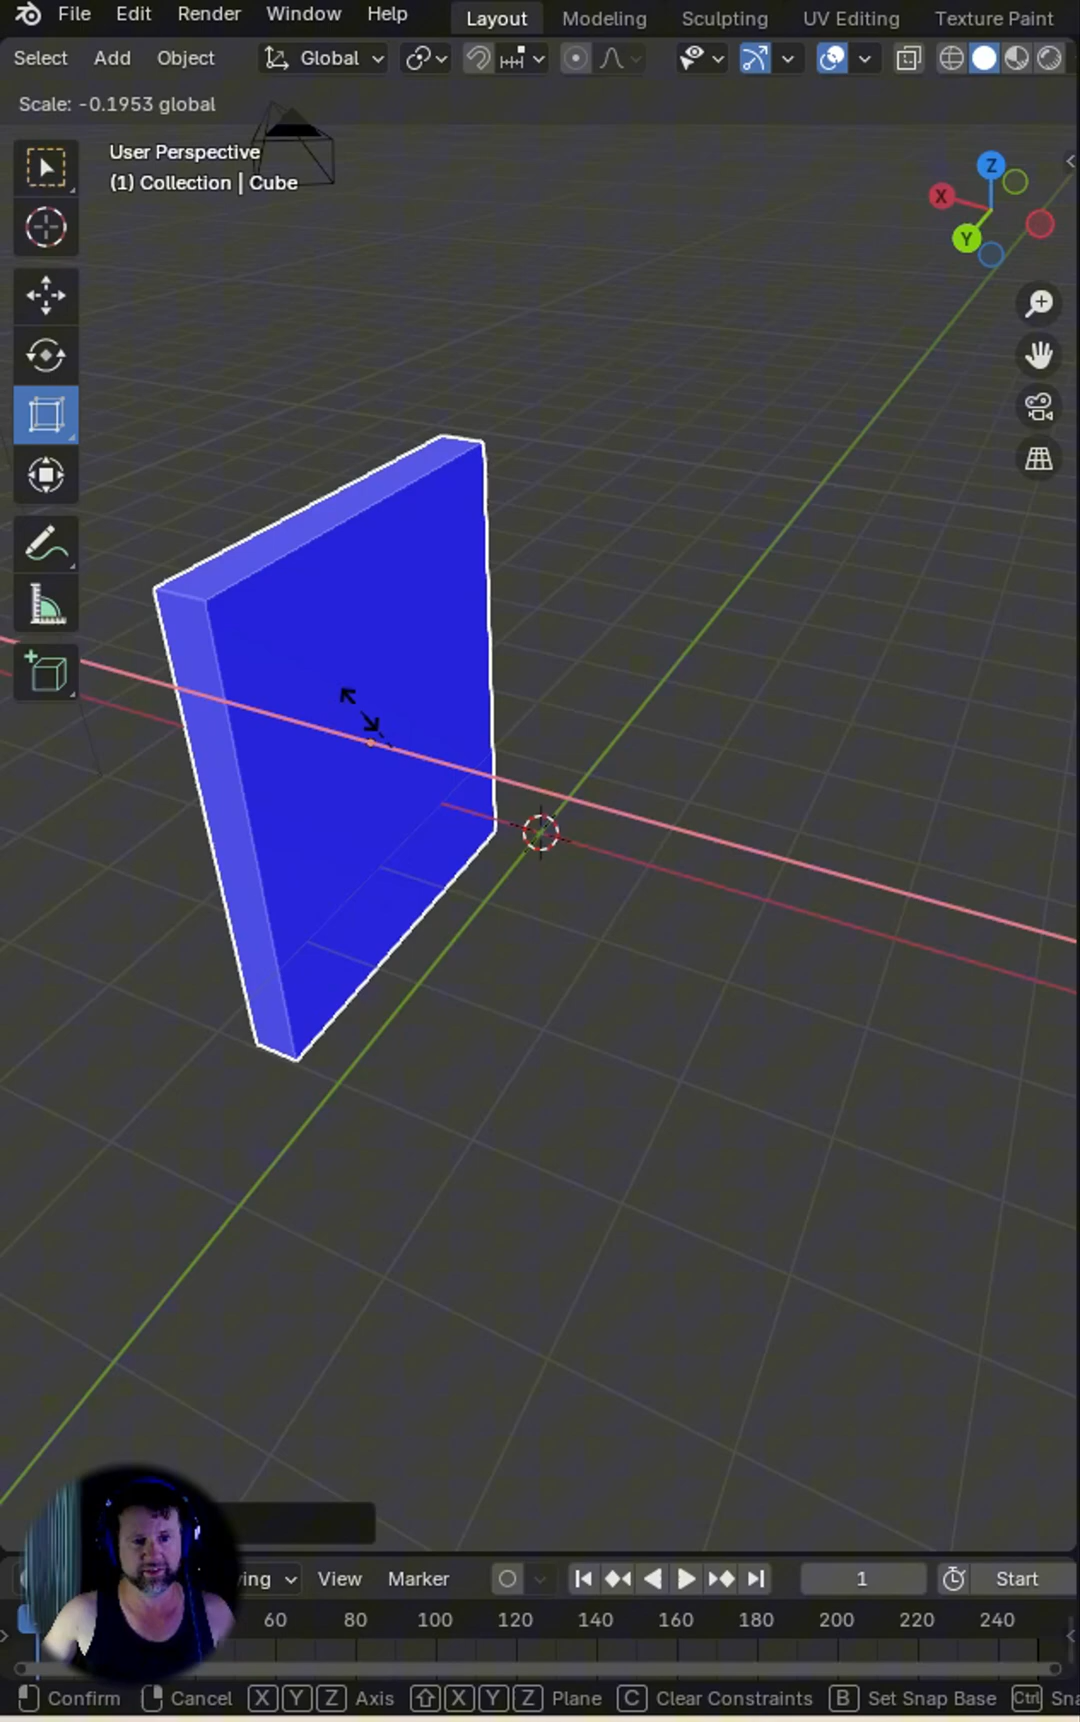 File Edit Render Window Help Layout Modeling Sculpting UV Editing Texture Paint
Select Add Object Global
Scale: -0.1953 global
User Perspective
(1) Collection | Cube
Z
X
Y
ying View Marker 1 Start
60 80 100 120 140 160 180 200 220 240
Confirm Cancel X Y Z Axis X Y Z Plane C Clear Constraints B Set Snap Base Ctrl Sna